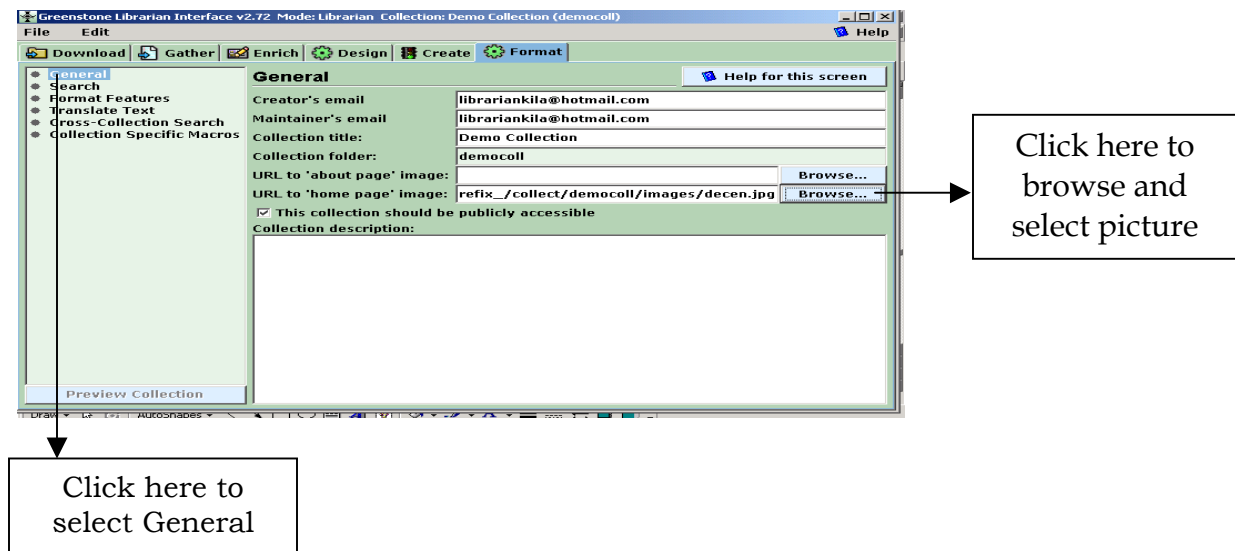 Greenstone Librarian Interface v2.72 Mode: Librarian Collection: Demo Collection (democoll)
File Edit Help
Download Gather Enrich Design Create Format
General
Search
Format Features
Translate Text
Cross-Collection Search
Collection Specific Macros
General Help for this screen
Creator's email librariankila@hotmail.com
Maintainer's email librariankila@hotmail.com
Collection title: Demo Collection
Collection folder: democoll
URL to 'about page' image: Browse...
URL to 'home page' image: refix_/collect/democoll/images/decen.jpg Browse...
This collection should be publicly accessible
Collection description:
Preview Collection
Draw AutoShapes
Click here to
browse and
select picture
Click here to
select General